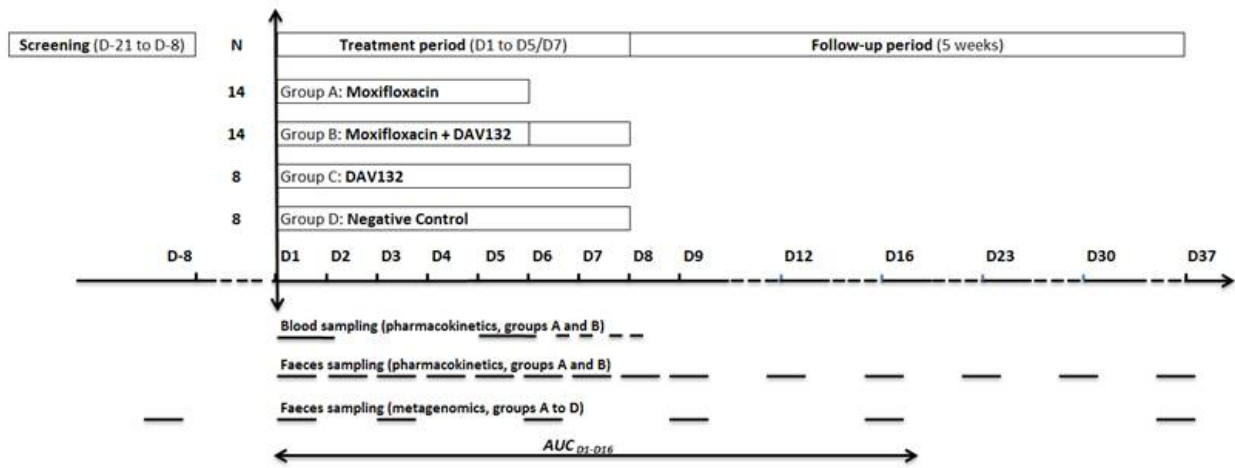 Screening (D-21 to D-8) N Treatment period (D1 to D5/D7) Follow-up period (5 weeks)
14 Group A: Moxifloxacin
14 Group B: Moxifloxacin + DAV132
8 Group C: DAV132
8 Group D: Negative Control
D-8 D1 D2 D3 D4 D5 D6 D7 D8 D9 D12 D16 D23 D30 D37
Blood sampling (pharmacokinetics, groups A and B)
Faeces sampling (pharmacokinetics, groups A and B)
Faeces sampling (metagenomics, groups A to D)
AUC D1-D16